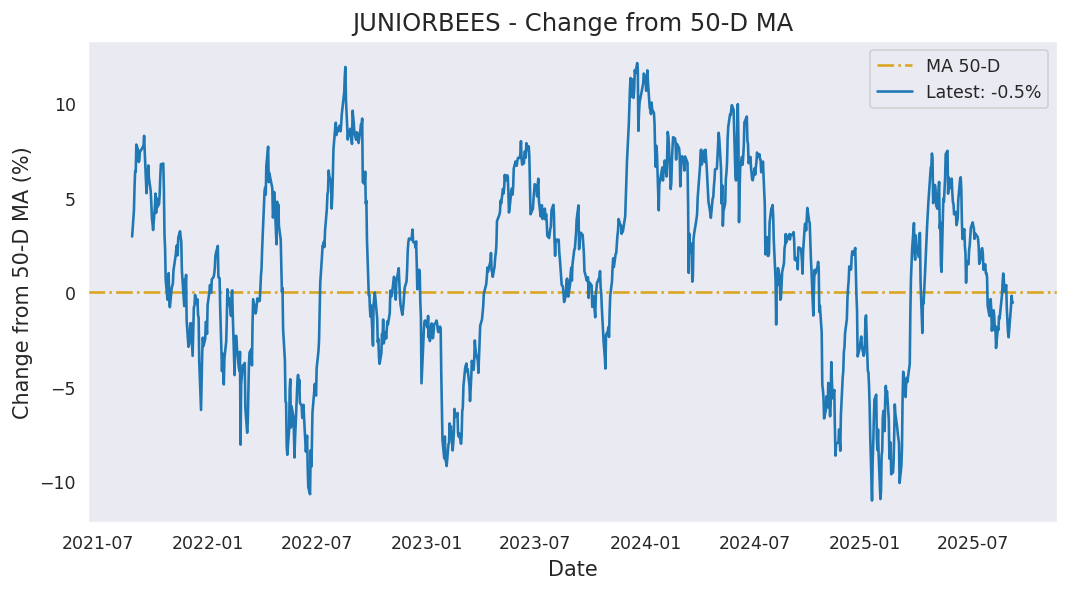 JUNIORBEES - Change from 50-D MA
MA 50-D
Latest: -0.5%
Change from 50-D MA (%)
10
5
0
−5
−10
2021-07 2022-01 2022-07 2023-01 2023-07 2024-01 2024-07 2025-01 2025-07
Date